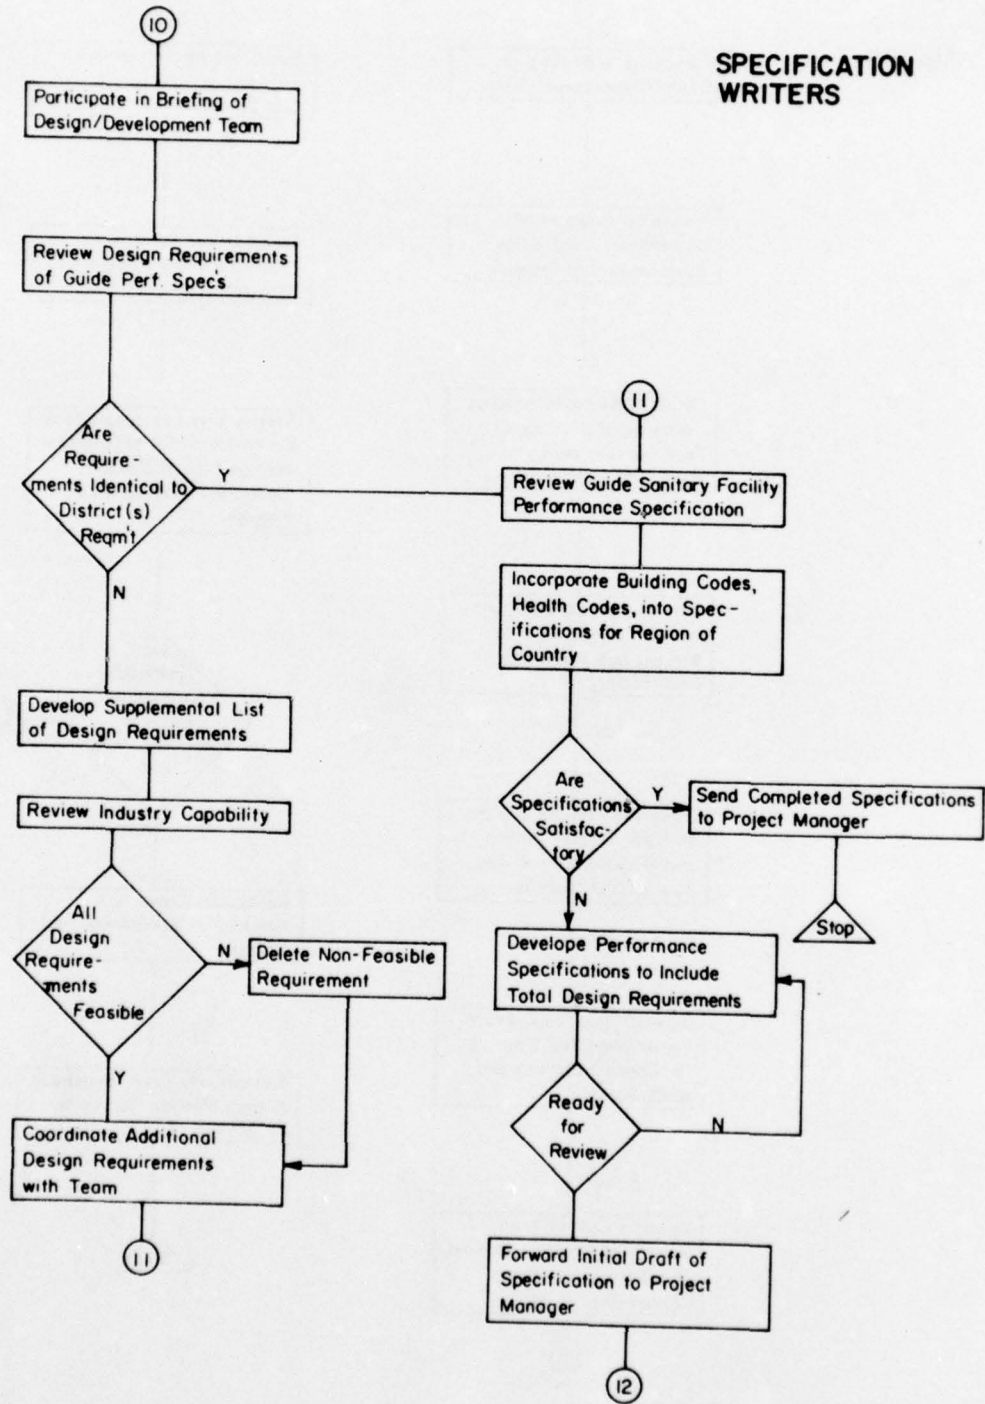 SPECIFICATION
WRITERS
10
Participate in Briefing of
Design/Development Team
Review Design Requirements
of Guide Perf. Spec's
Are
Require-
ments Identical to
District(s)
Reqm't
Y
N
Develop Supplemental List
of Design Requirements
Review Industry Capability
All
Design
Require-
ments
Feasible
N
Delete Non-Feasible
Requirement
Y
Coordinate Additional
Design Requirements
with Team
11
11
Review Guide Sanitary Facility
Performance Specification
Incorporate Building Codes,
Health Codes, into Spec-
ifications for Region of
Country
Are
Specifications
Satisfac-
tory
Y
Send Completed Specifications
to Project Manager
Stop
N
Develope Performance
Specifications to Include
Total Design Requirements
Ready
for
Review
N
Forward Initial Draft of
Specification to Project
Manager
12